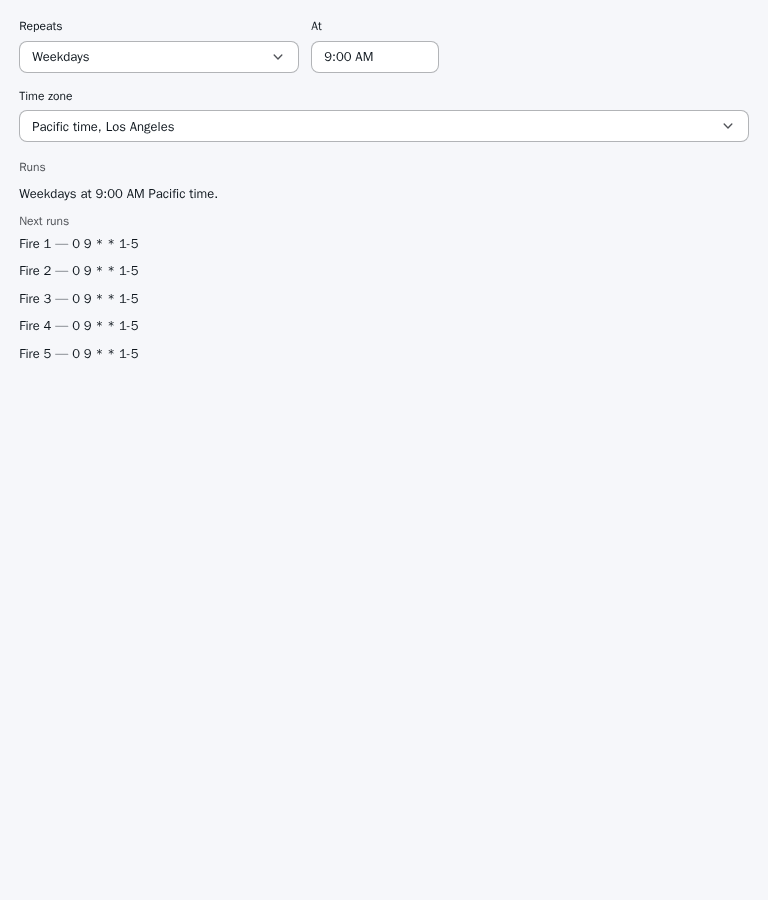 Repeats
At
Weekdays
9:00 AM
Time zone
Pacific time, Los Angeles
Runs
Weekdays at 9:00 AM Pacific time.
Next runs
Fire 1 — 0 9 * * 1-5
Fire 2 — 0 9 * * 1-5
Fire 3 — 0 9 * * 1-5
Fire 4 — 0 9 * * 1-5
Fire 5 — 0 9 * * 1-5